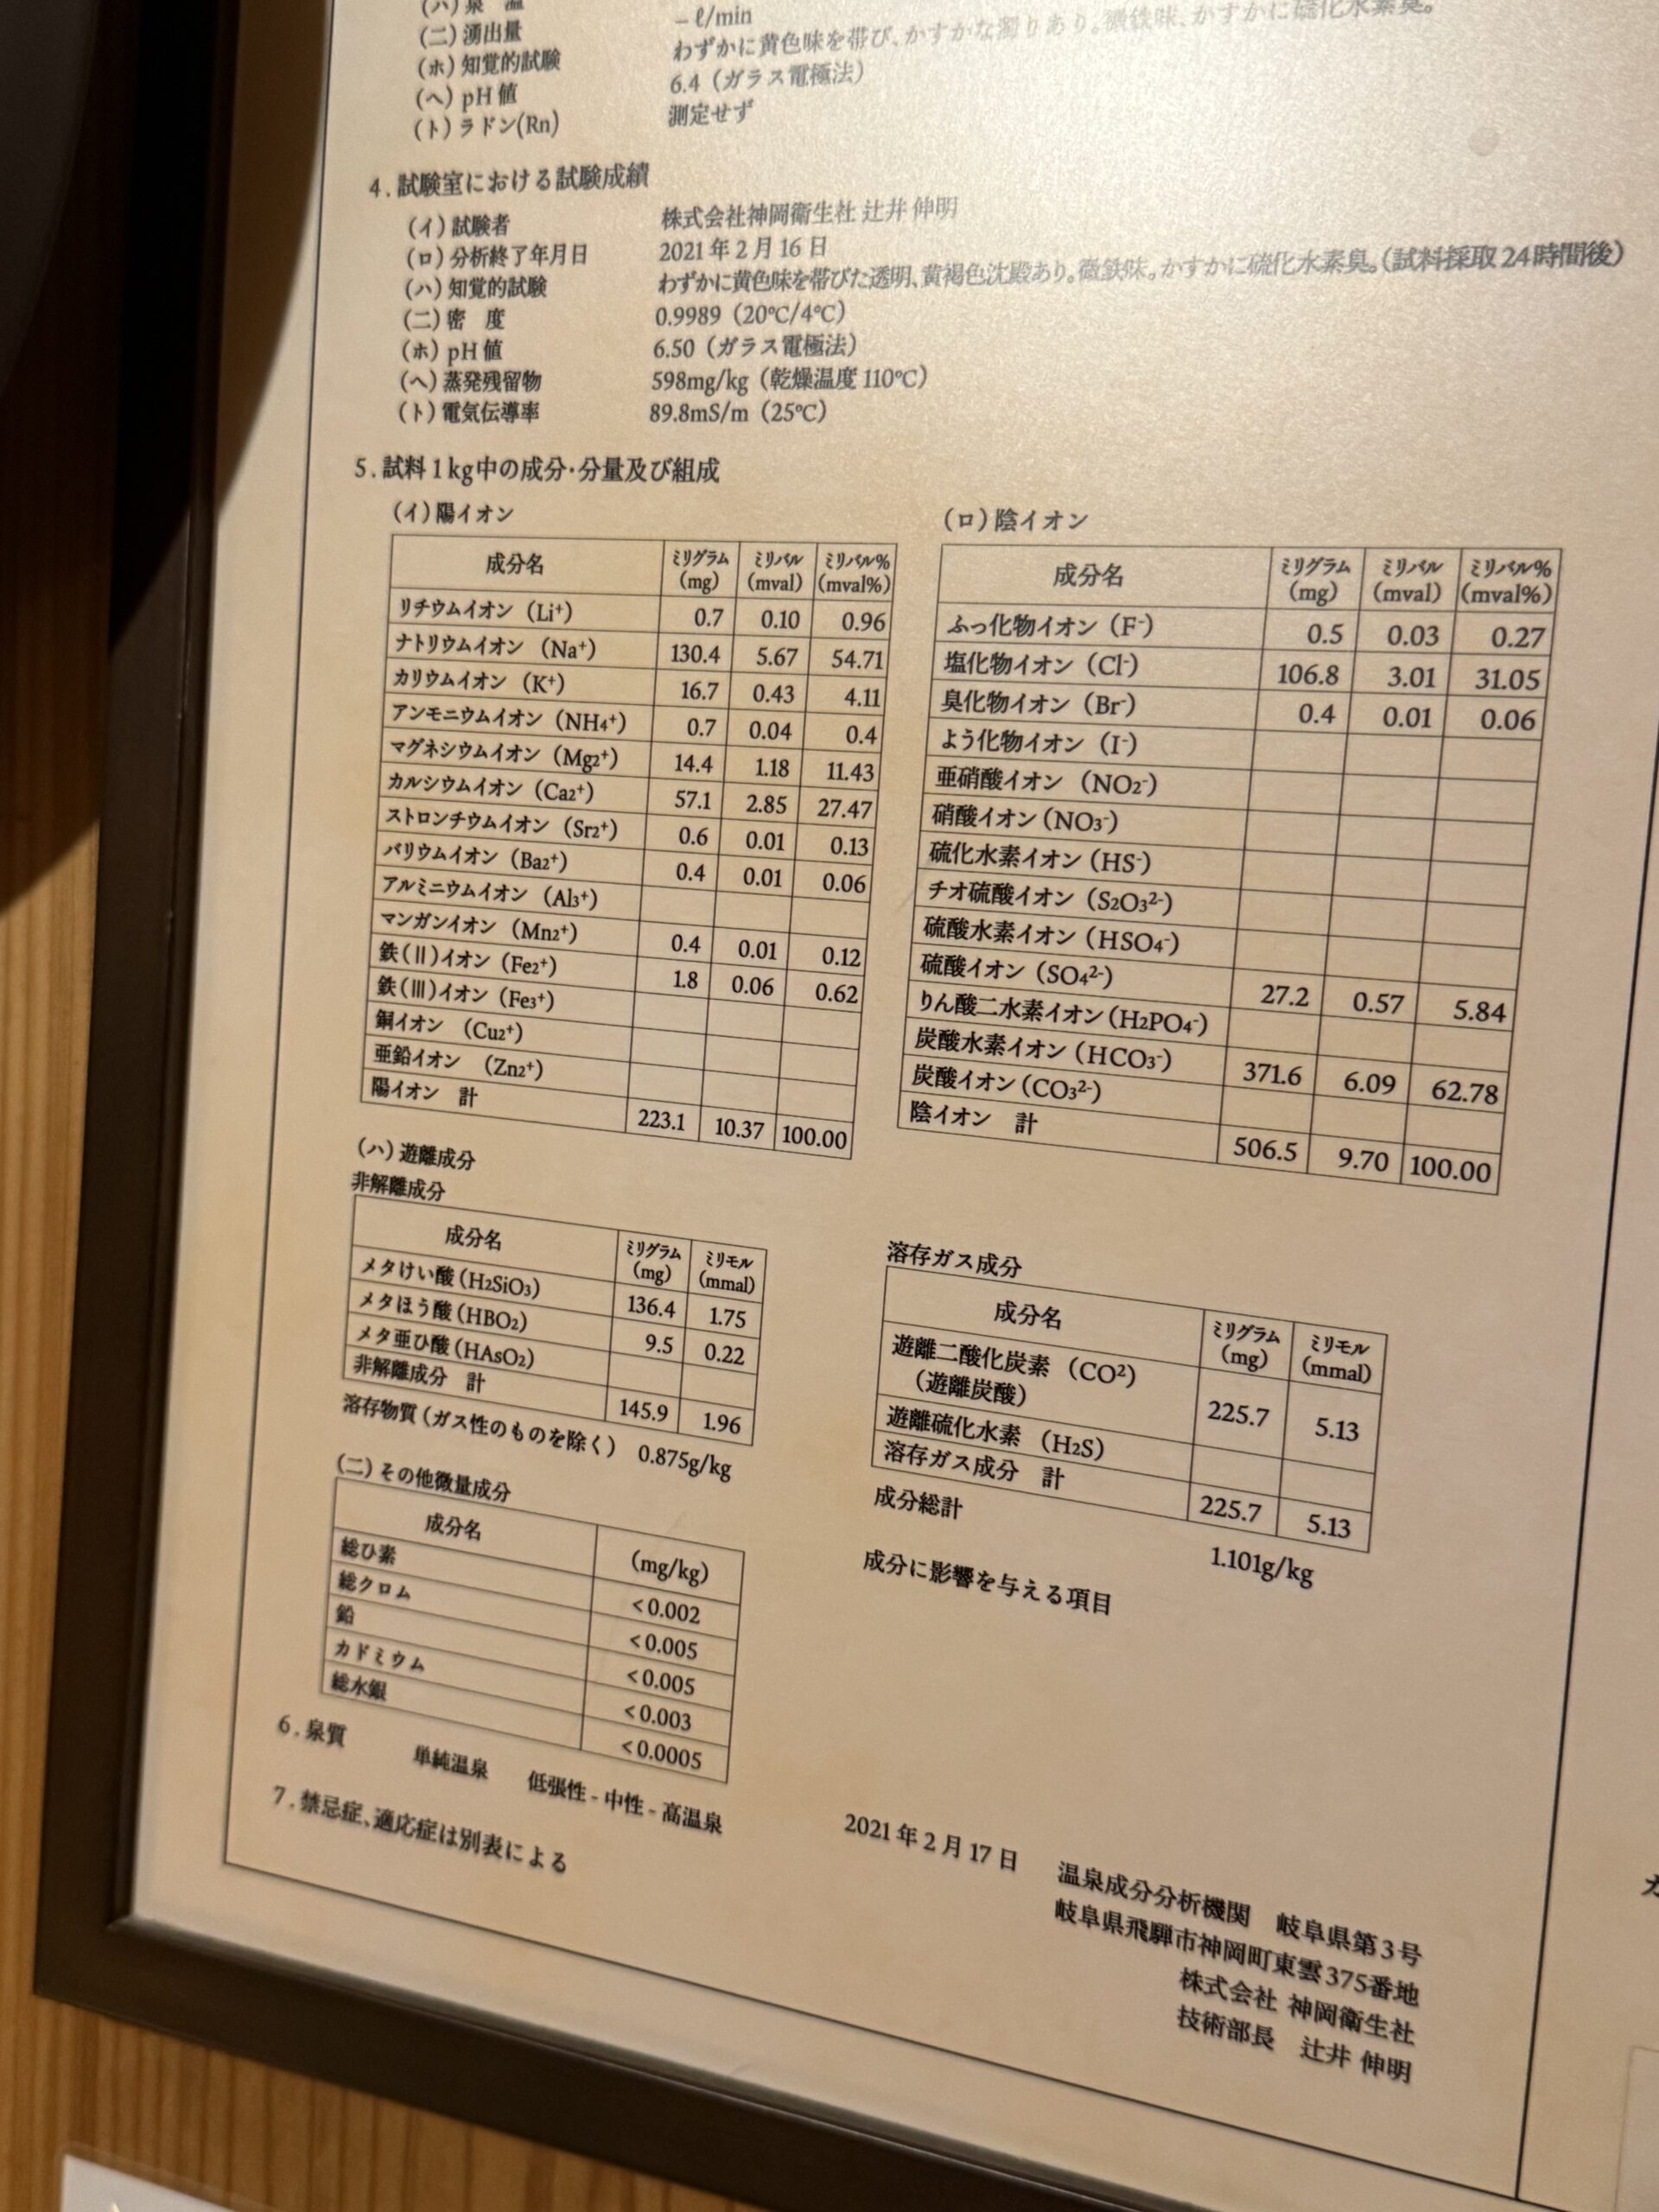 (ハ)泉　温
(ニ)湧出量　－ℓ/min
(ホ)知覚的試験　わずかに黄色味を帯び、かすかな濁りあり。微鉄味、かすかに硫化水素臭。
(ヘ)pH値　6.4（ガラス電極法）
(ト)ラドン(Rn)　測定せず
4.試験室における試験成績
(イ)試験者　株式会社神岡衛生社 辻井 伸明
(ロ)分析終了年月日　2021年2月16日
(ハ)知覚的試験　わずかに黄色味を帯びた透明、黄褐色沈殿あり。微鉄味。かすかに硫化水素臭。(試料採取24時間後)
(ニ)密　度　0.9989（20℃/4℃）
(ホ)pH値　6.50（ガラス電極法）
(ヘ)蒸発残留物　598mg/kg（乾燥温度110℃）
(ト)電気伝導率　89.8mS/m（25℃）
5.試料1kg中の成分･分量及び組成
(イ)陽イオン
成分名　ミリグラム(mg)　ミリバル(mval)　ミリバル%(mval%)
リチウムイオン（Li⁺）　0.7　0.10　0.96
ナトリウムイオン（Na⁺）　130.4　5.67　54.71
カリウムイオン（K⁺）　16.7　0.43　4.11
アンモニウムイオン（NH4⁺）　0.7　0.04　0.4
マグネシウムイオン（Mg2⁺）　14.4　1.18　11.43
カルシウムイオン（Ca2⁺）　57.1　2.85　27.47
ストロンチウムイオン（Sr2⁺）　0.6　0.01　0.13
バリウムイオン（Ba2⁺）　0.4　0.01　0.06
アルミニウムイオン（Al3⁺）
マンガンイオン（Mn2⁺）　0.4　0.01　0.12
鉄(Ⅱ)イオン（Fe2⁺）　1.8　0.06　0.62
鉄(Ⅲ)イオン（Fe3⁺）
銅イオン　（Cu2⁺）
亜鉛イオン　（Zn2⁺）
陽イオン　計　223.1　10.37　100.00
(ロ)陰イオン
成分名　ミリグラム(mg)　ミリバル(mval)　ミリバル%(mval%)
ふっ化物イオン（F⁻）　0.5　0.03　0.27
塩化物イオン（Cl⁻）　106.8　3.01　31.05
臭化物イオン（Br⁻）　0.4　0.01　0.06
よう化物イオン（I⁻）
亜硝酸イオン（NO2⁻）
硝酸イオン（NO3⁻）
硫化水素イオン（HS⁻）
チオ硫酸イオン（S2O3²⁻）
硫酸水素イオン（HSO4⁻）
硫酸イオン（SO4²⁻）　27.2　0.57　5.84
りん酸二水素イオン（H2PO4⁻）
炭酸水素イオン（HCO3⁻）　371.6　6.09　62.78
炭酸イオン（CO3²⁻）
陰イオン　計　506.5　9.70　100.00
(ハ)遊離成分
非解離成分
成分名　ミリグラム(mg)　ミリモル(mmal)
メタけい酸（H2SiO3）　136.4　1.75
メタほう酸（HBO2）　9.5　0.22
メタ亜ひ酸（HAsO2）
非解離成分　計　145.9　1.96
溶存物質（ガス性のものを除く）　0.875g/kg
溶存ガス成分
成分名　ミリグラム(mg)　ミリモル(mmal)
遊離二酸化炭素（CO²）
（遊離炭酸）　225.7　5.13
遊離硫化水素（H2S）
溶存ガス成分　計　225.7　5.13
成分総計　1.101g/kg
成分に影響を与える項目
(ニ)その他微量成分
成分名　(mg/kg)
総ひ素　<0.002
総クロム　<0.005
鉛　<0.005
カドミウム　<0.003
総水銀　<0.0005
6.泉質　単純温泉　低張性-中性-高温泉
7.禁忌症、適応症は別表による
2021年2月17日
温泉成分分析機関　岐阜県第3号
岐阜県飛騨市神岡町東雲375番地
株式会社 神岡衛生社
技術部長　辻井 伸明